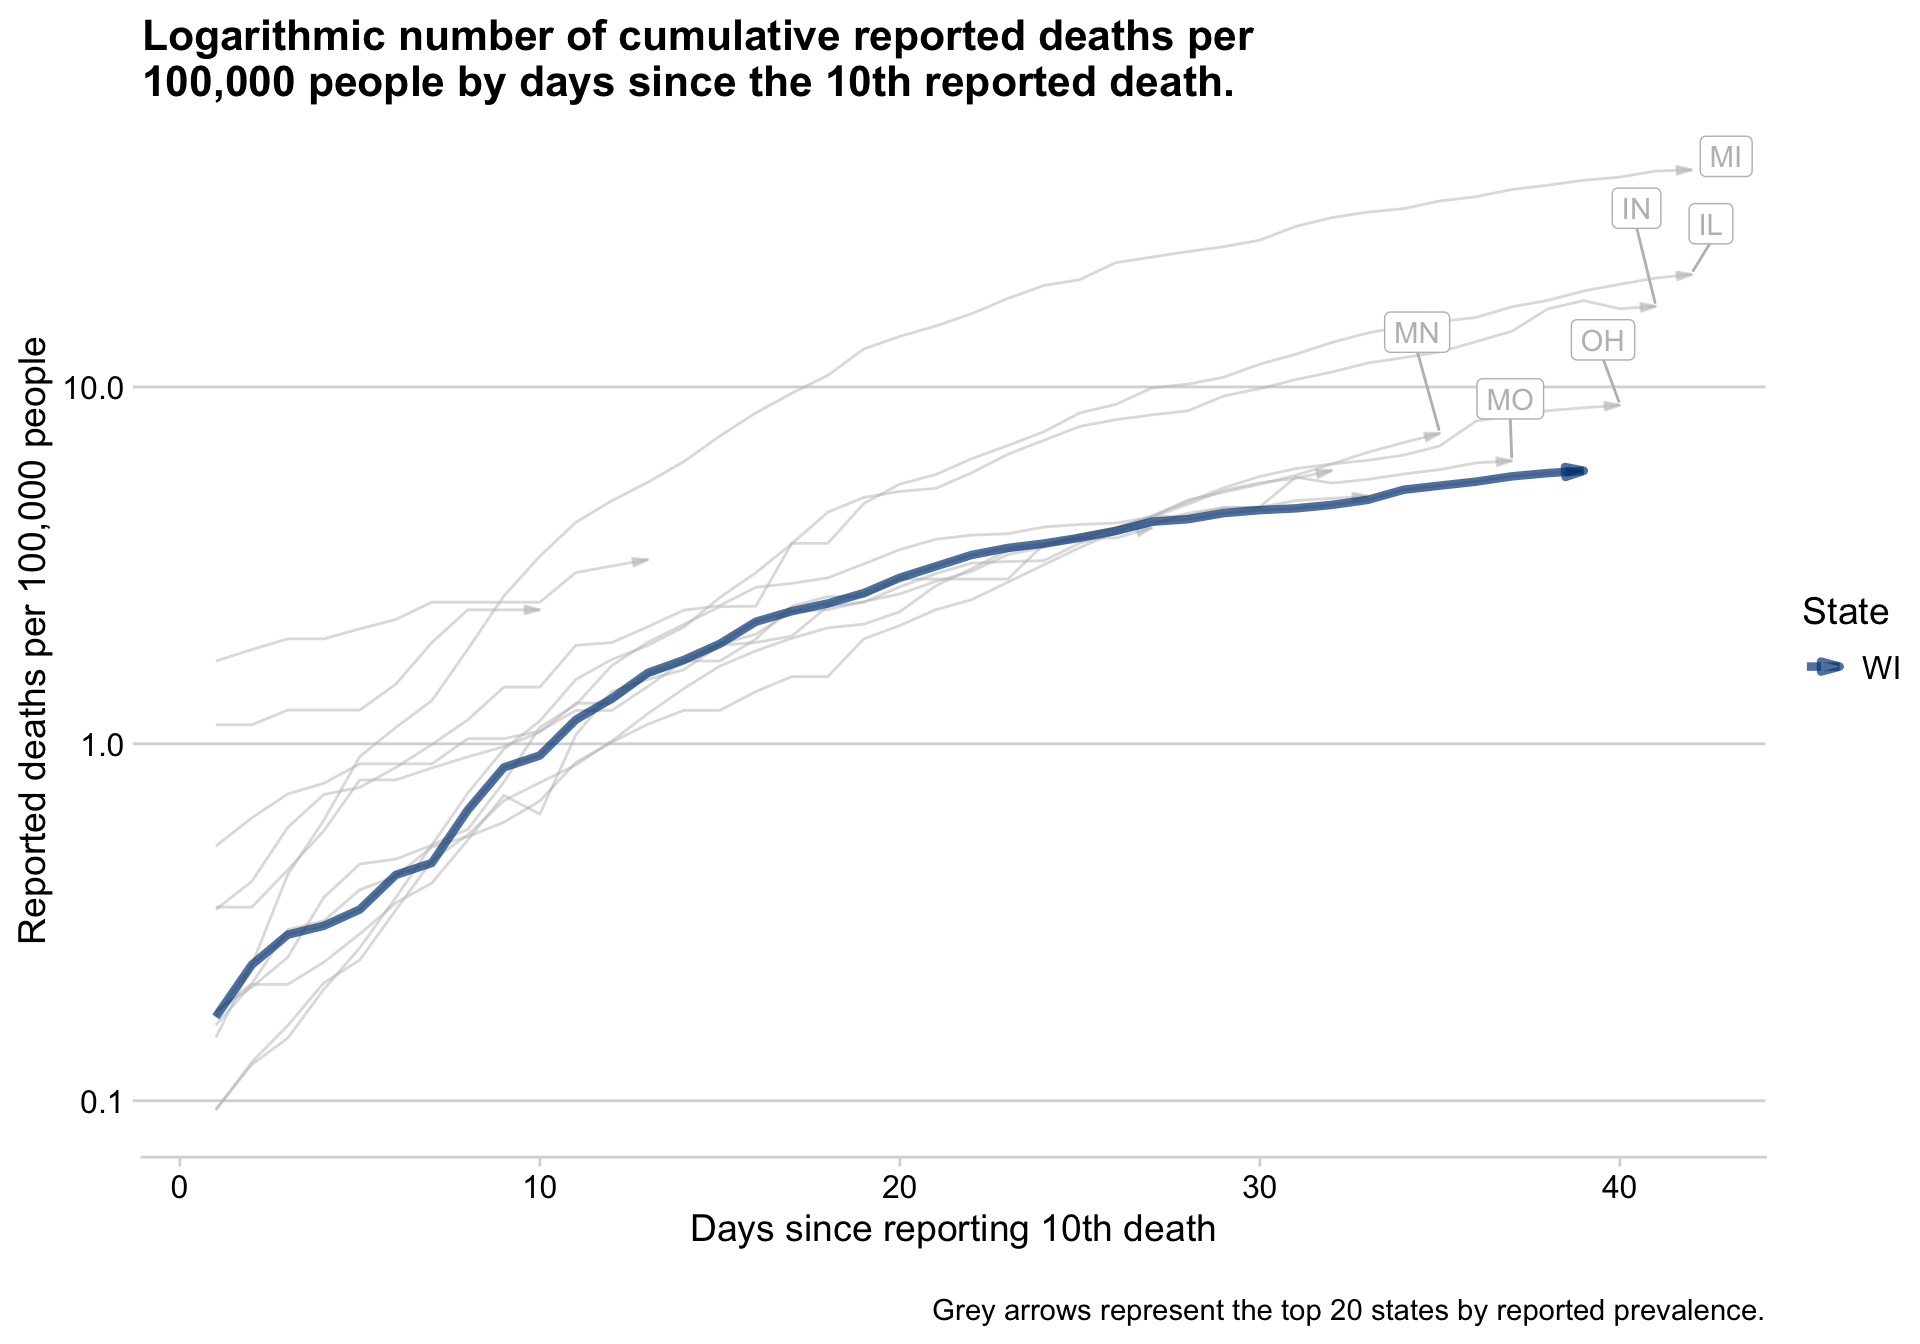 Logarithmic number of cumulative reported deaths per
100,000 people by days since the 10th reported death.
MI
IN
IL
MN
OH
MO
Reported deaths per 100,000 people
10.0
1.0
0.1
State
WI
0
10
20
30
40
Days since reporting 10th death
Grey arrows represent the top 20 states by reported prevalence.